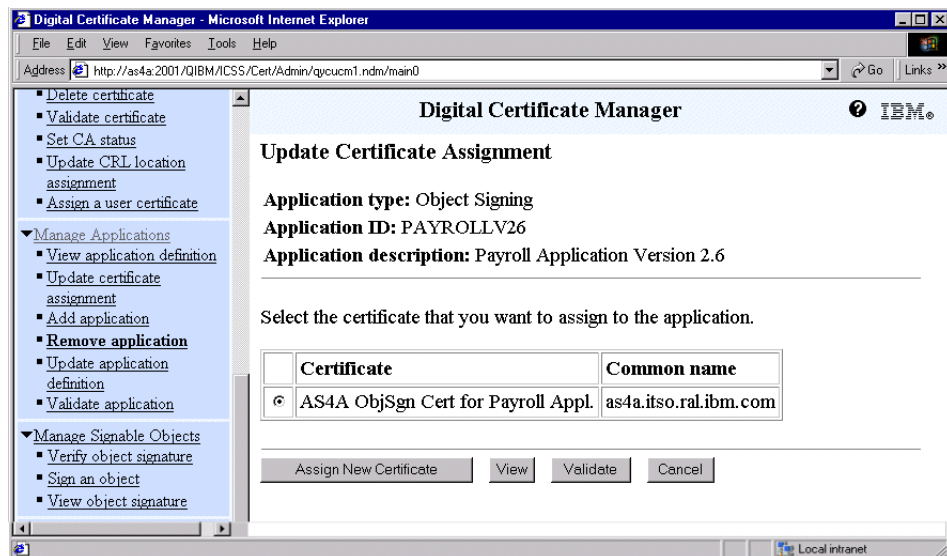 Digital Certificate Manager - Microsoft Internet Explorer
File Edit View Favorites Tools Help
Address http://as4a:2001/QIBM/ICSS/Cert/Admin/qycucm1.ndm/main0 Go Links »
Delete certificate
Validate certificate
Set CA status
Update CRL location
assignment
Assign a user certificate
Manage Applications
View application definition
Update certificate
assignment
Add application
Remove application
Update application
definition
Validate application
Manage Signable Objects
Verify object signature
Sign an object
View object signature
Digital Certificate Manager ? IBM®
Update Certificate Assignment
Application type: Object Signing
Application ID: PAYROLLV26
Application description: Payroll Application Version 2.6
Select the certificate that you want to assign to the application.
Certificate Common name
AS4A ObjSgn Cert for Payroll Appl. as4a.itso.ral.ibm.com
Assign New Certificate View Validate Cancel
Local intranet